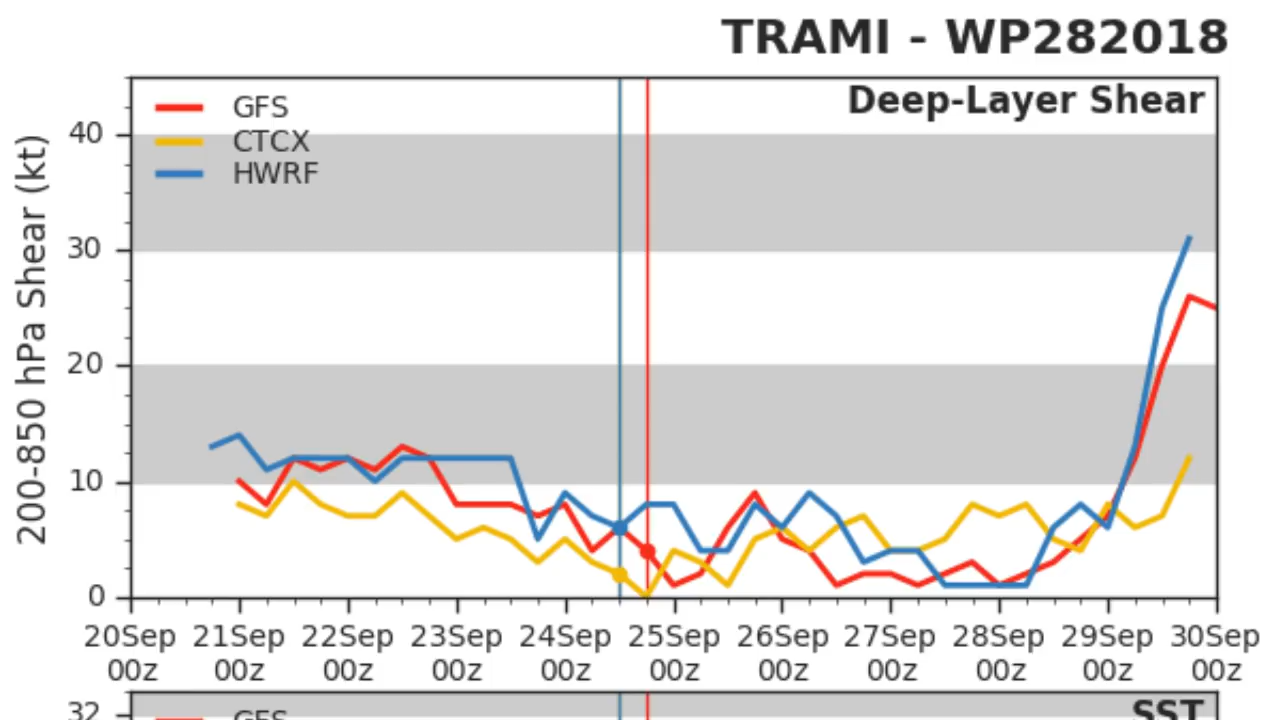 TRAMI - WP282018
Deep-Layer Shear
GFS
CTCX
HWRF
200-850 hPa Shear (kt)
40
30
20
10
0
20Sep 21Sep 22Sep 23Sep 24Sep 25Sep 26Sep 27Sep 28Sep 29Sep 30Sep
00z 00z 00z 00z 00z 00z 00z 00z 00z 00z 00z
32
GFS
SST